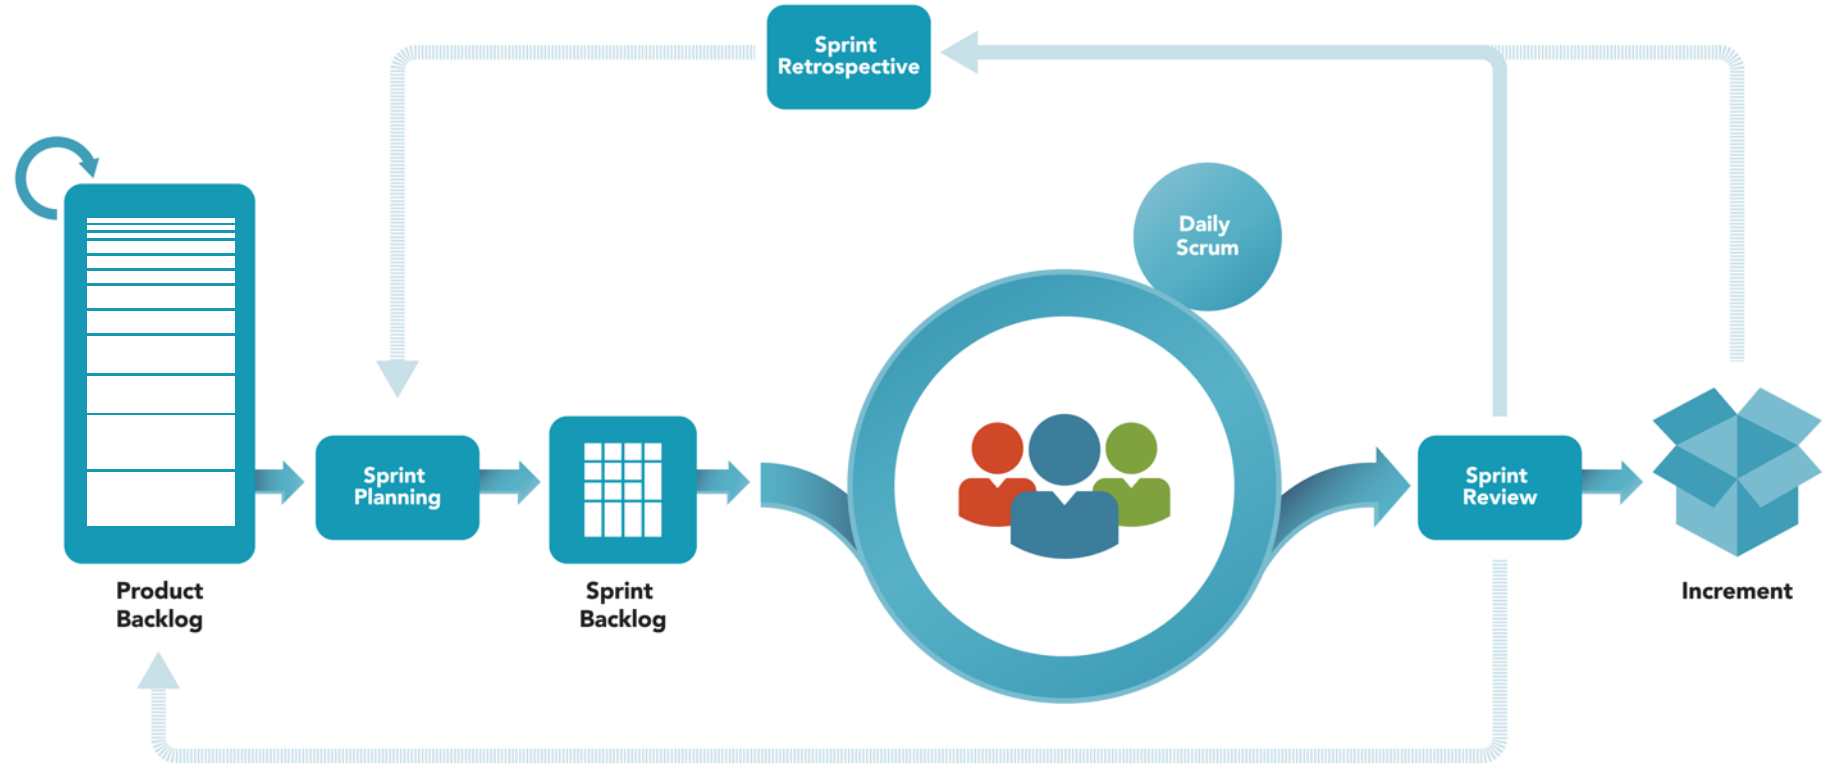 Sprint
Retrospective
Daily
Scrum
Sprint
Planning
Sprint
Review
Product
Backlog
Sprint
Backlog
Increment